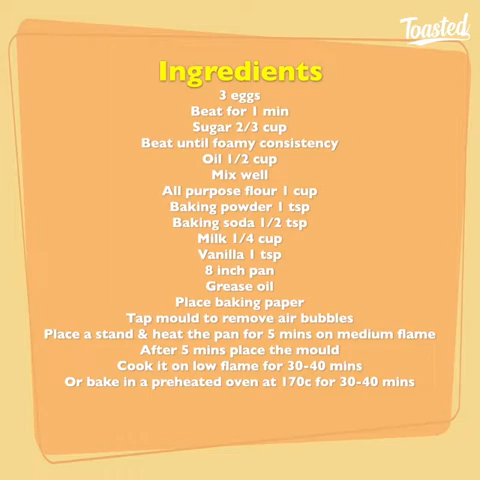 Toasted
Ingredients
3 eggs
Beat for 1 min
Sugar 2/3 cup
Beat until foamy consistency
Oil 1/2 cup
Mix well
All purpose flour 1 cup
Baking powder 1 tsp
Baking soda 1/2 tsp
Milk 1/4 cup
Vanilla 1 tsp
8 inch pan
Grease oil
Place baking paper
Tap mould to remove air bubbles
Place a stand & heat the pan for 5 mins on medium flame
After 5 mins place the mould
Cook it on low flame for 30-40 mins
Or bake in a preheated oven at 170c for 30-40 mins